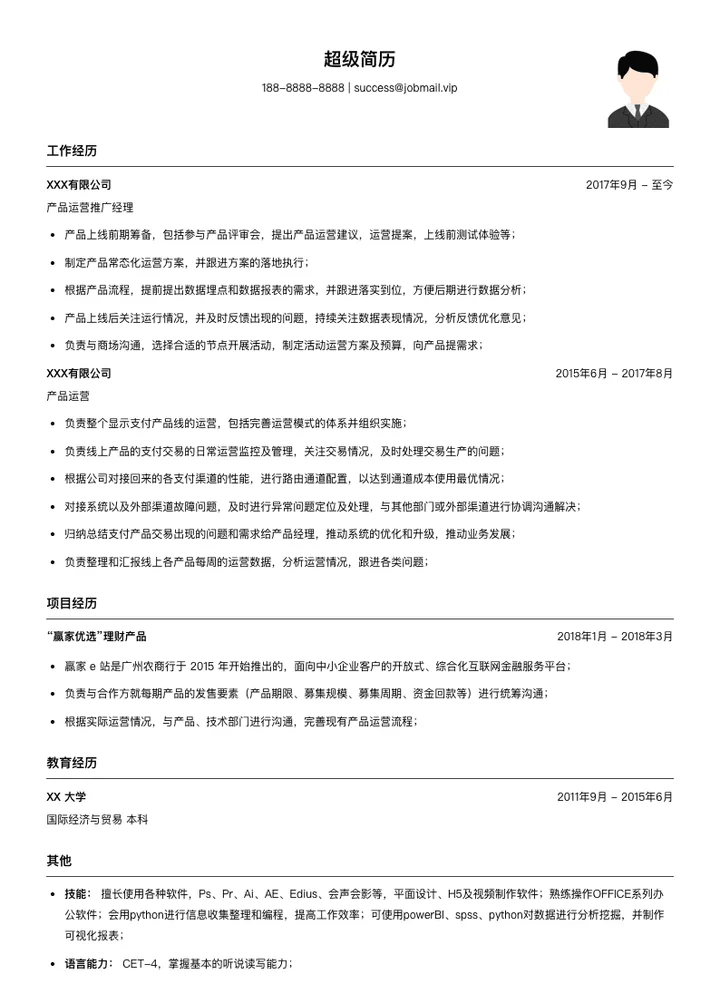 超级简历
188-8888-8888 | success@jobmail.vip
工作经历
XXX有限公司 2017年9月 – 至今
产品运营推广经理
• 产品上线前期筹备，包括参与产品评审会，提出产品运营建议，运营提案，上线前测试体验等；
• 制定产品常态化运营方案，并跟进方案的落地执行；
• 根据产品流程，提前提出数据埋点和数据报表的需求，并跟进落实到位，方便后期进行数据分析；
• 产品上线后关注运行情况，并及时反馈出现的问题，持续关注数据表现情况，分析反馈优化意见；
• 负责与商场沟通，选择合适的节点开展活动，制定活动运营方案及预算，向产品提需求；
XXX有限公司 2015年6月 – 2017年8月
产品运营
• 负责整个显示支付产品线的运营，包括完善运营模式的体系并组织实施；
• 负责线上产品的支付交易的日常运营监控及管理，关注交易情况，及时处理交易生产的问题；
• 根据公司对接回来的各支付渠道的性能，进行路由通道配置，以达到通道成本使用最优情况；
• 对接系统以及外部渠道故障问题，及时进行异常问题定位及处理，与其他部门或外部渠道进行协调沟通解决；
• 归纳总结支付产品交易出现的问题和需求给产品经理，推动系统的优化和升级，推动业务发展；
• 负责整理和汇报线上各产品每周的运营数据，分析运营情况，跟进各类问题；
项目经历
“赢家优选”理财产品 2018年1月 – 2018年3月
• 赢家 e 站是广州农商行于 2015 年开始推出的，面向中小企业客户的开放式、综合化互联网金融服务平台；
• 负责与合作方就每期产品的发售要素（产品期限、募集规模、募集周期、资金回款等）进行统筹沟通；
• 根据实际运营情况，与产品、技术部门进行沟通，完善现有产品运营流程；
教育经历
XX 大学 2011年9月 – 2015年6月
国际经济与贸易 本科
其他
• 技能： 擅长使用各种软件，Ps、Pr、Ai、AE、Edius、会声会影等，平面设计、H5及视频制作软件；熟练操作OFFICE系列办
公软件；会用python进行信息收集整理和编程，提高工作效率；可使用powerBI、spss、python对数据进行分析挖掘，并制作
可视化报表；
• 语言能力： CET-4，掌握基本的听说读写能力；